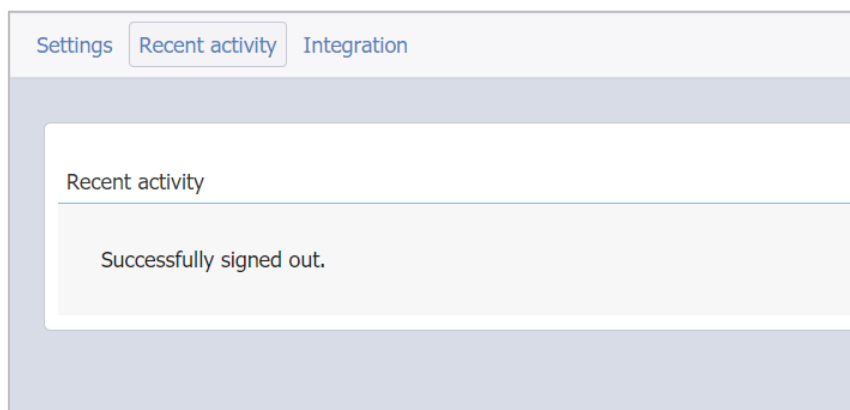 Settings Recent activity Integration
Recent activity
Successfully signed out.